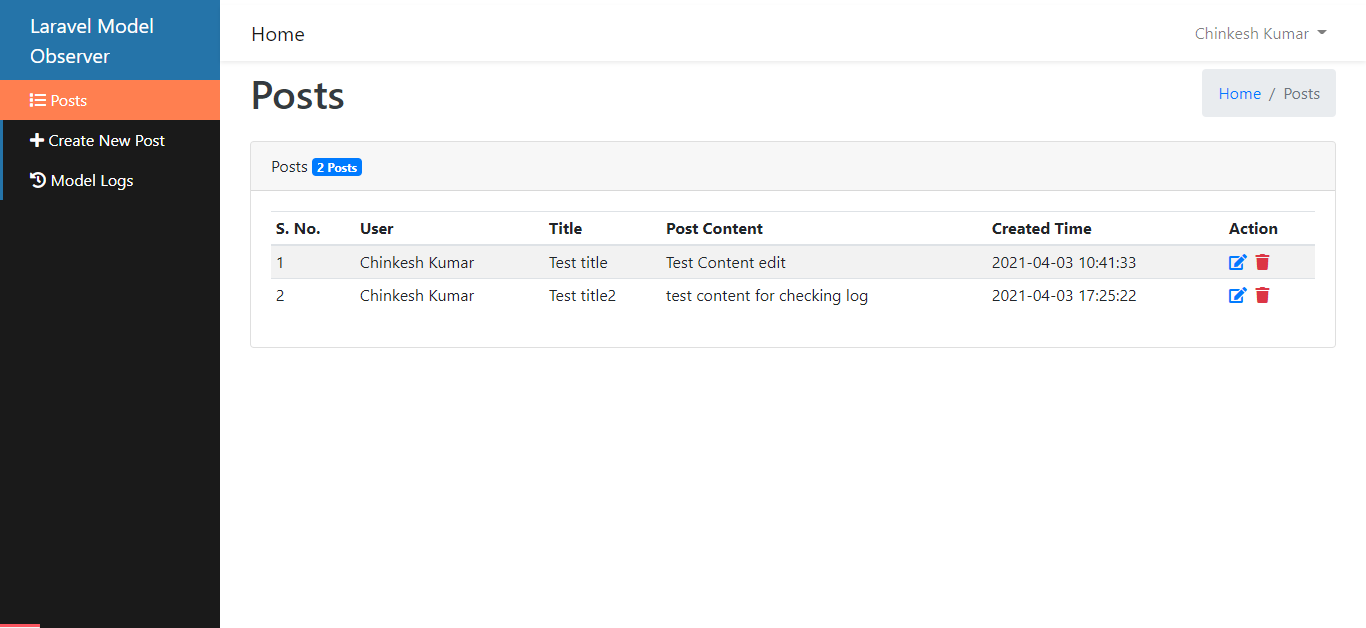 Laravel Model
Observer
Posts
Create New Post
Model Logs
Home
Chinkesh Kumar
Posts
Home / Posts
Posts 2 Posts
S. No. User Title Post Content Created Time Action
1 Chinkesh Kumar Test title Test Content edit 2021-04-03 10:41:33
2 Chinkesh Kumar Test title2 test content for checking log 2021-04-03 17:25:22